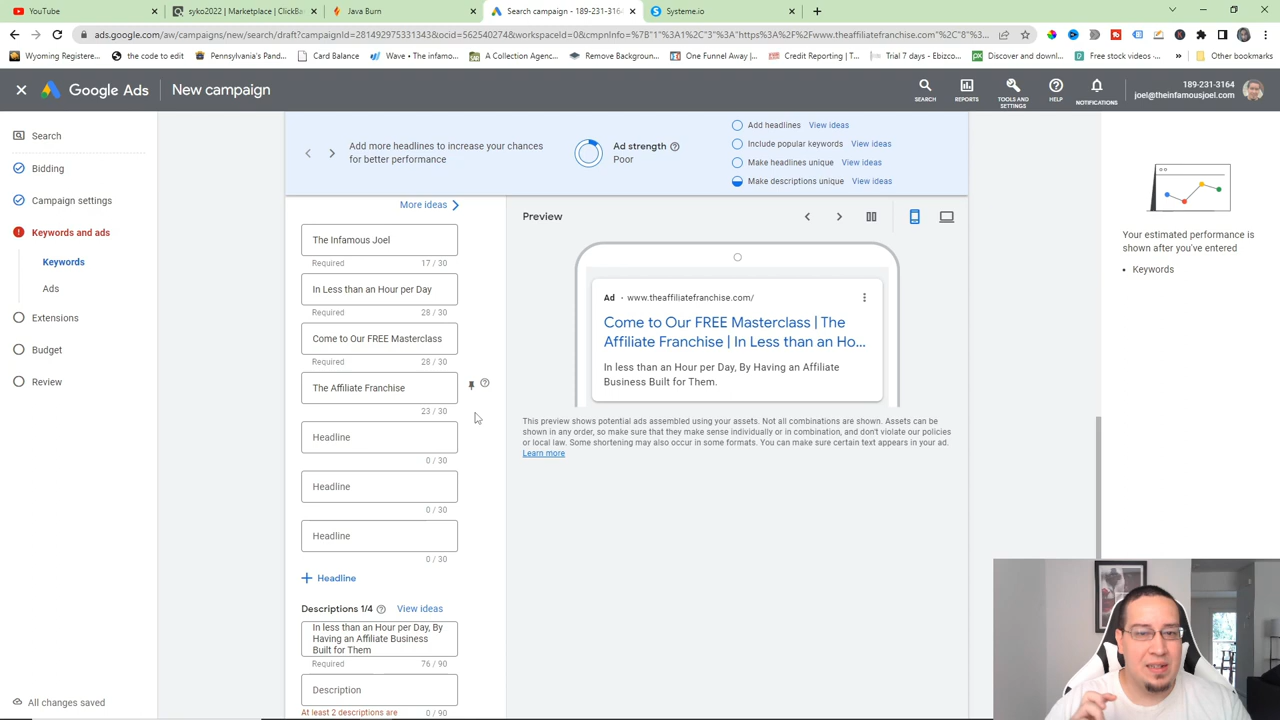 YouTube
syko2022 | Marketplace | ClickBa
Java Burn
Search campaign - 189-231-3164
Systeme.io
ads.google.com/aw/campaigns/new/search/draft?campaignId=281492975331343&ocid=562540274&workspaceId=0&cmpnInfo=%7B"1%3A1%2C"3%3A"https%3A%2F%2Fwww.theaffiliatefranchise.com"%2C"8"%3...
Wyoming Registere...
the code to edit
Pennsylvania's Own...
Card Balance
Wave • The infamo...
A Collection Agenc...
Remove Backgroun...
One Funnel Away |...
Credit Reporting | T...
Trial 7 days - Ebizco...
Discover and downl...
Free stock videos • ...
Other bookmarks
Google Ads
New campaign
SEARCH
REPORTS
TOOLS AND SETTINGS
HELP
NOTIFICATIONS
189-231-3164
joel@theinfamousjoel.com
Search
Bidding
Campaign settings
Keywords and ads
Keywords
Ads
Extensions
Budget
Review
All changes saved
Add more headlines to increase your chances
for better performance
Ad strength
Poor
Add headlines View ideas
Include popular keywords View ideas
Make headlines unique View ideas
Make descriptions unique View ideas
More ideas
The Infamous Joel
Required 17 / 30
In Less than an Hour per Day
Required 28 / 30
Come to Our FREE Masterclass
Required 28 / 30
The Affiliate Franchise
23 / 30
Headline
0 / 30
Headline
0 / 30
Headline
0 / 30
+ Headline
Descriptions 1/4 View ideas
In less than an Hour per Day, By
Having an Affiliate Business
Built for Them
Required 76 / 90
Description
At least 2 descriptions are
0 / 90
Preview
Ad · www.theaffiliatefranchise.com/
Come to Our FREE Masterclass | The
Affiliate Franchise | In Less than an Ho...
In less than an Hour per Day, By Having an Affiliate
Business Built for Them.
This preview shows potential ads assembled using your assets. Not all combinations are shown. Assets can be
shown in any order, so make sure that they make sense individually or in combination, and don't violate our policies
or local law. Some shortening may also occur in some formats. You can make sure certain text appears in your ad.
Learn more
Your estimated performance is
shown after you've entered
• Keywords